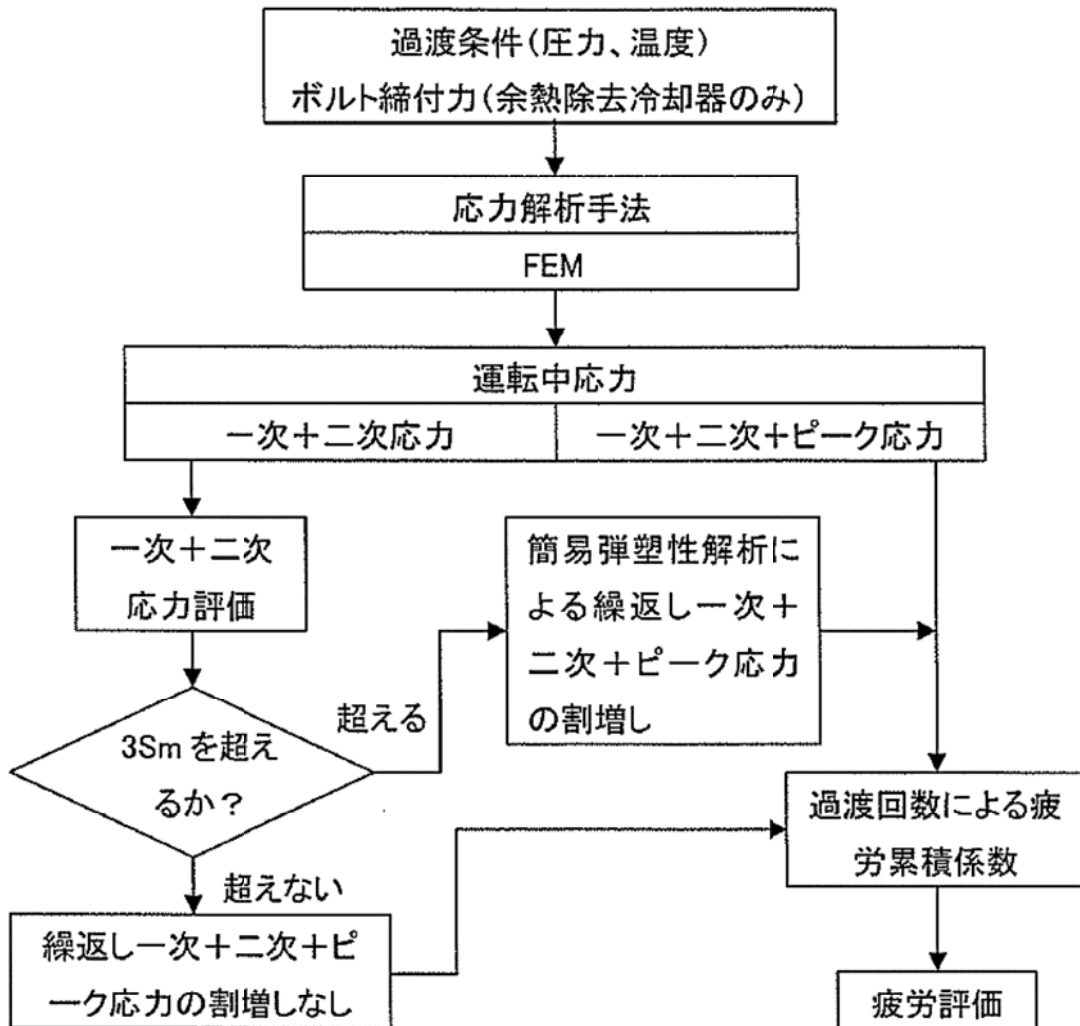 過渡条件(圧力、温度)
ボルト締付力(余熱除去冷却器のみ)
応力解析手法
FEM
運転中応力
一次+二次応力
一次+二次+ピーク応力
一次+二次
応力評価
簡易弾塑性解析に
よる繰返し一次+
二次+ピーク応力
の割増し
超える
3Sm を超え
るか?
過渡回数による疲
労累積係数
超えない
繰返し一次+二次+ピ
ーク応力の割増しなし
疲労評価